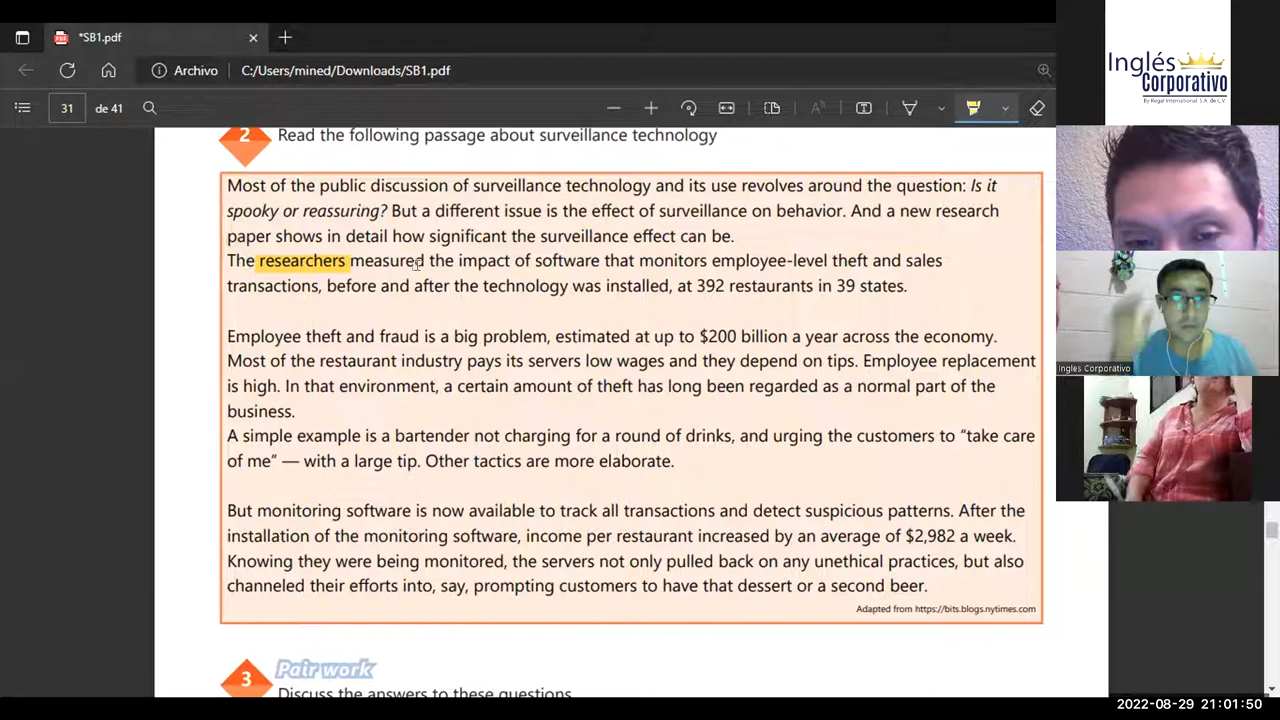 *SB1.pdf
Archivo
C:/Users/mined/Downloads/SB1.pdf
31
de 41
2
Read the following passage about surveillance technology
Most of the public discussion of surveillance technology and its use revolves around the question: Is it
spooky or reassuring? But a different issue is the effect of surveillance on behavior. And a new research
paper shows in detail how significant the surveillance effect can be.
The researchers measured the impact of software that monitors employee-level theft and sales
transactions, before and after the technology was installed, at 392 restaurants in 39 states.
Employee theft and fraud is a big problem, estimated at up to $200 billion a year across the economy.
Most of the restaurant industry pays its servers low wages and they depend on tips. Employee replacement
is high. In that environment, a certain amount of theft has long been regarded as a normal part of the
business.
A simple example is a bartender not charging for a round of drinks, and urging the customers to “take care
of me” — with a large tip. Other tactics are more elaborate.
But monitoring software is now available to track all transactions and detect suspicious patterns. After the
installation of the monitoring software, income per restaurant increased by an average of $2,982 a week.
Knowing they were being monitored, the servers not only pulled back on any unethical practices, but also
channeled their efforts into, say, prompting customers to have that dessert or a second beer.
Adapted from https://bits.blogs.nytimes.com
3
Pair work
Discuss the answers to these questions
Inglés
Corporativo
By Regal International S.A. de C.V
Inglés Corporativo
2022-08-29 21:01:50